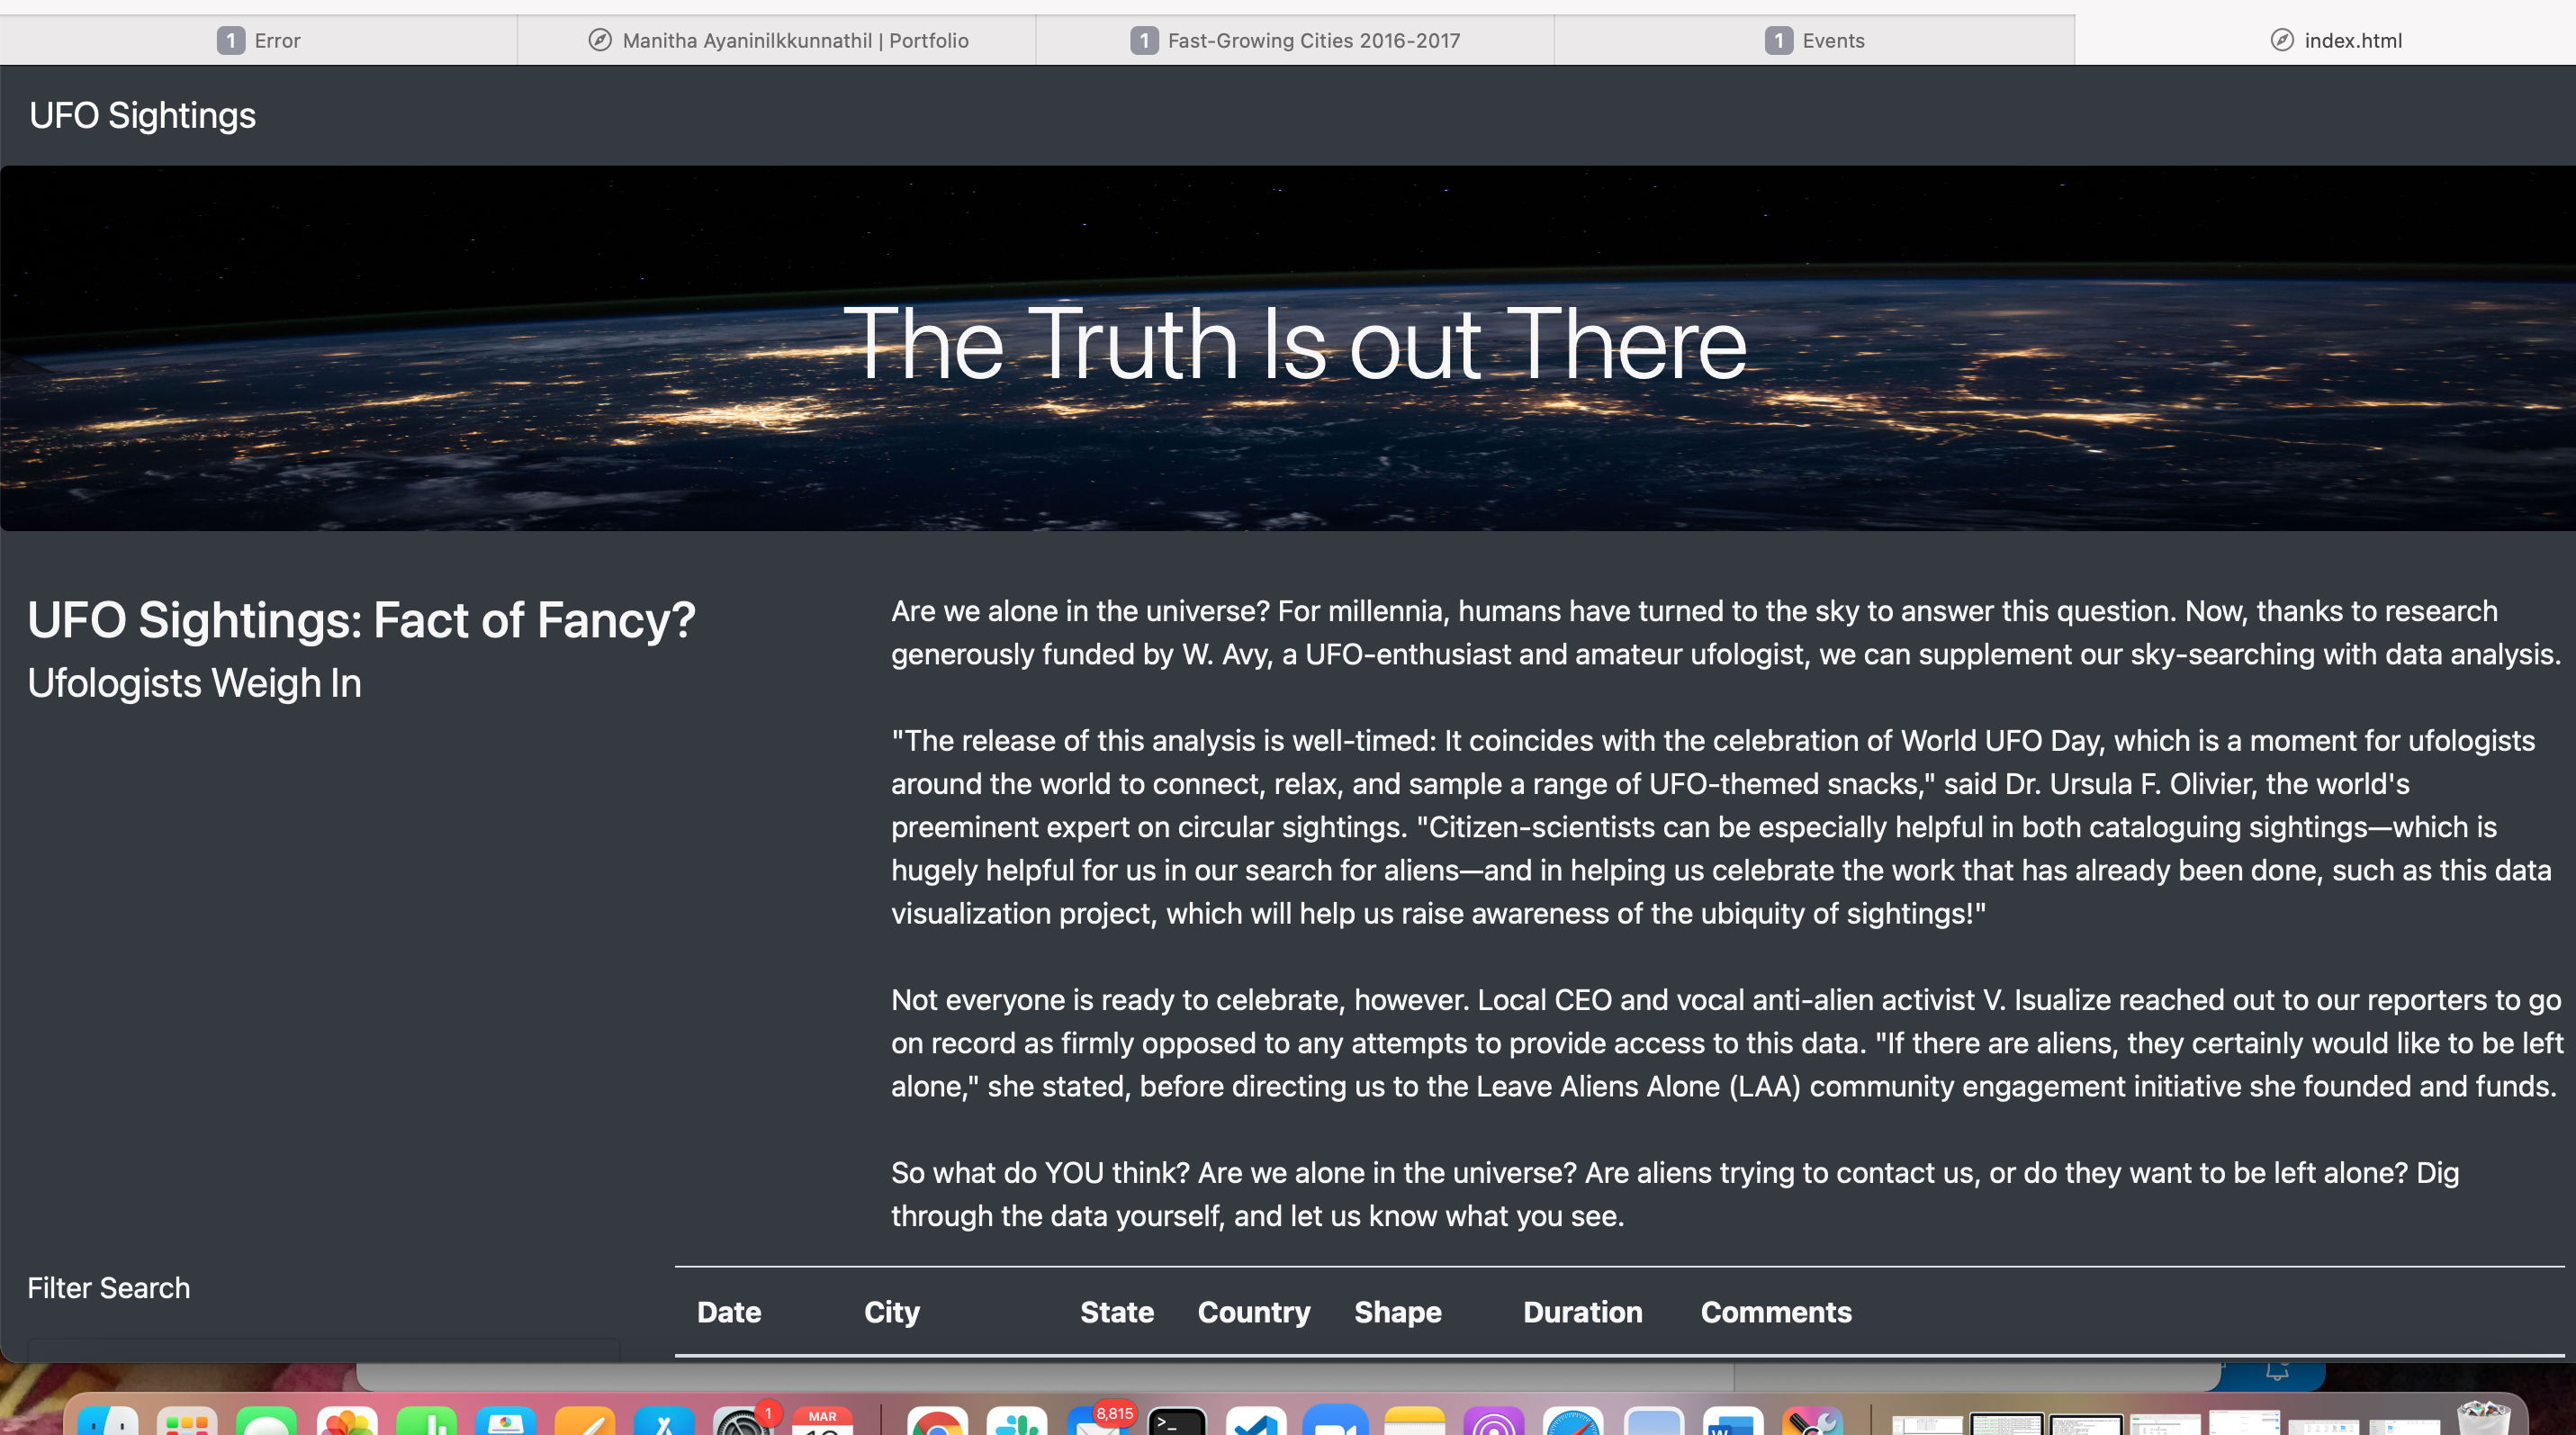 1 Error
Manitha Ayaninilkkunnathil | Portfolio
1 Fast-Growing Cities 2016-2017
1 Events
index.html
UFO Sightings
The Truth Is out There
UFO Sightings: Fact of Fancy?
Ufologists Weigh In
Are we alone in the universe? For millennia, humans have turned to the sky to answer this question. Now, thanks to research
generously funded by W. Avy, a UFO-enthusiast and amateur ufologist, we can supplement our sky-searching with data analysis.
"The release of this analysis is well-timed: It coincides with the celebration of World UFO Day, which is a moment for ufologists
around the world to connect, relax, and sample a range of UFO-themed snacks," said Dr. Ursula F. Olivier, the world's
preeminent expert on circular sightings. "Citizen-scientists can be especially helpful in both cataloguing sightings—which is
hugely helpful for us in our search for aliens—and in helping us celebrate the work that has already been done, such as this data
visualization project, which will help us raise awareness of the ubiquity of sightings!"
Not everyone is ready to celebrate, however. Local CEO and vocal anti-alien activist V. Isualize reached out to our reporters to go
on record as firmly opposed to any attempts to provide access to this data. "If there are aliens, they certainly would like to be left
alone," she stated, before directing us to the Leave Aliens Alone (LAA) community engagement initiative she founded and funds.
So what do YOU think? Are we alone in the universe? Are aliens trying to contact us, or do they want to be left alone? Dig
through the data yourself, and let us know what you see.
Filter Search
Date City State Country Shape Duration Comments
1
MAR
8,815
>_
W